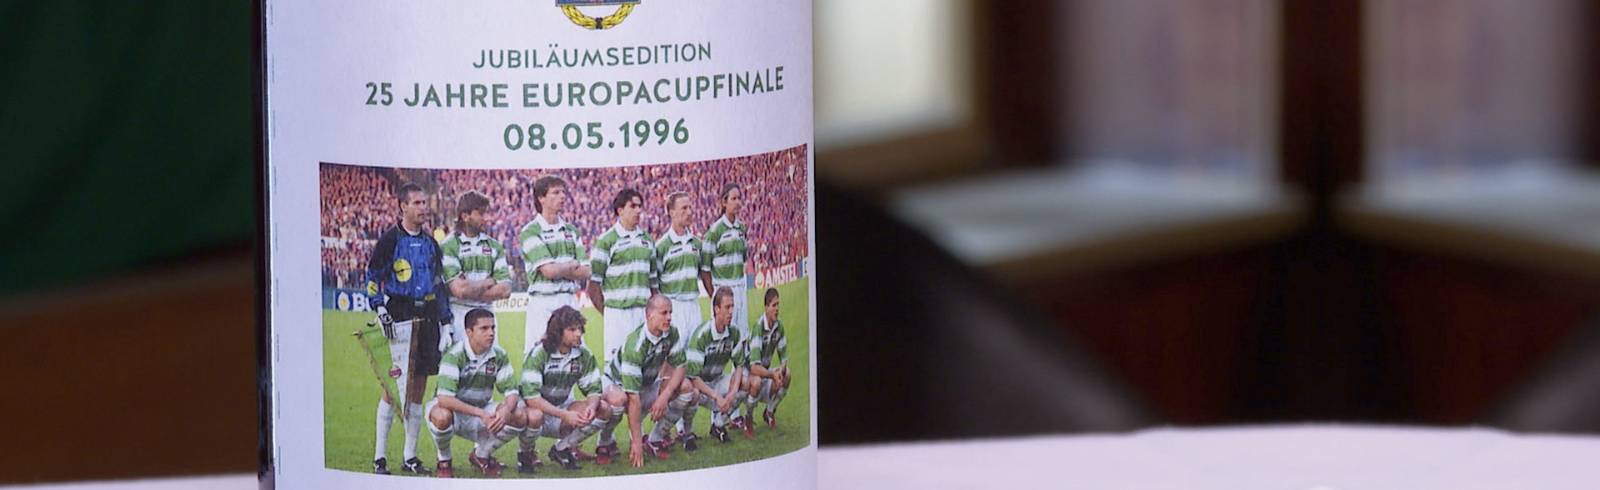 JUBILÄUMSEDITION
25 JAHRE EUROPACUPFINALE
08.05.1996
AMSTEL